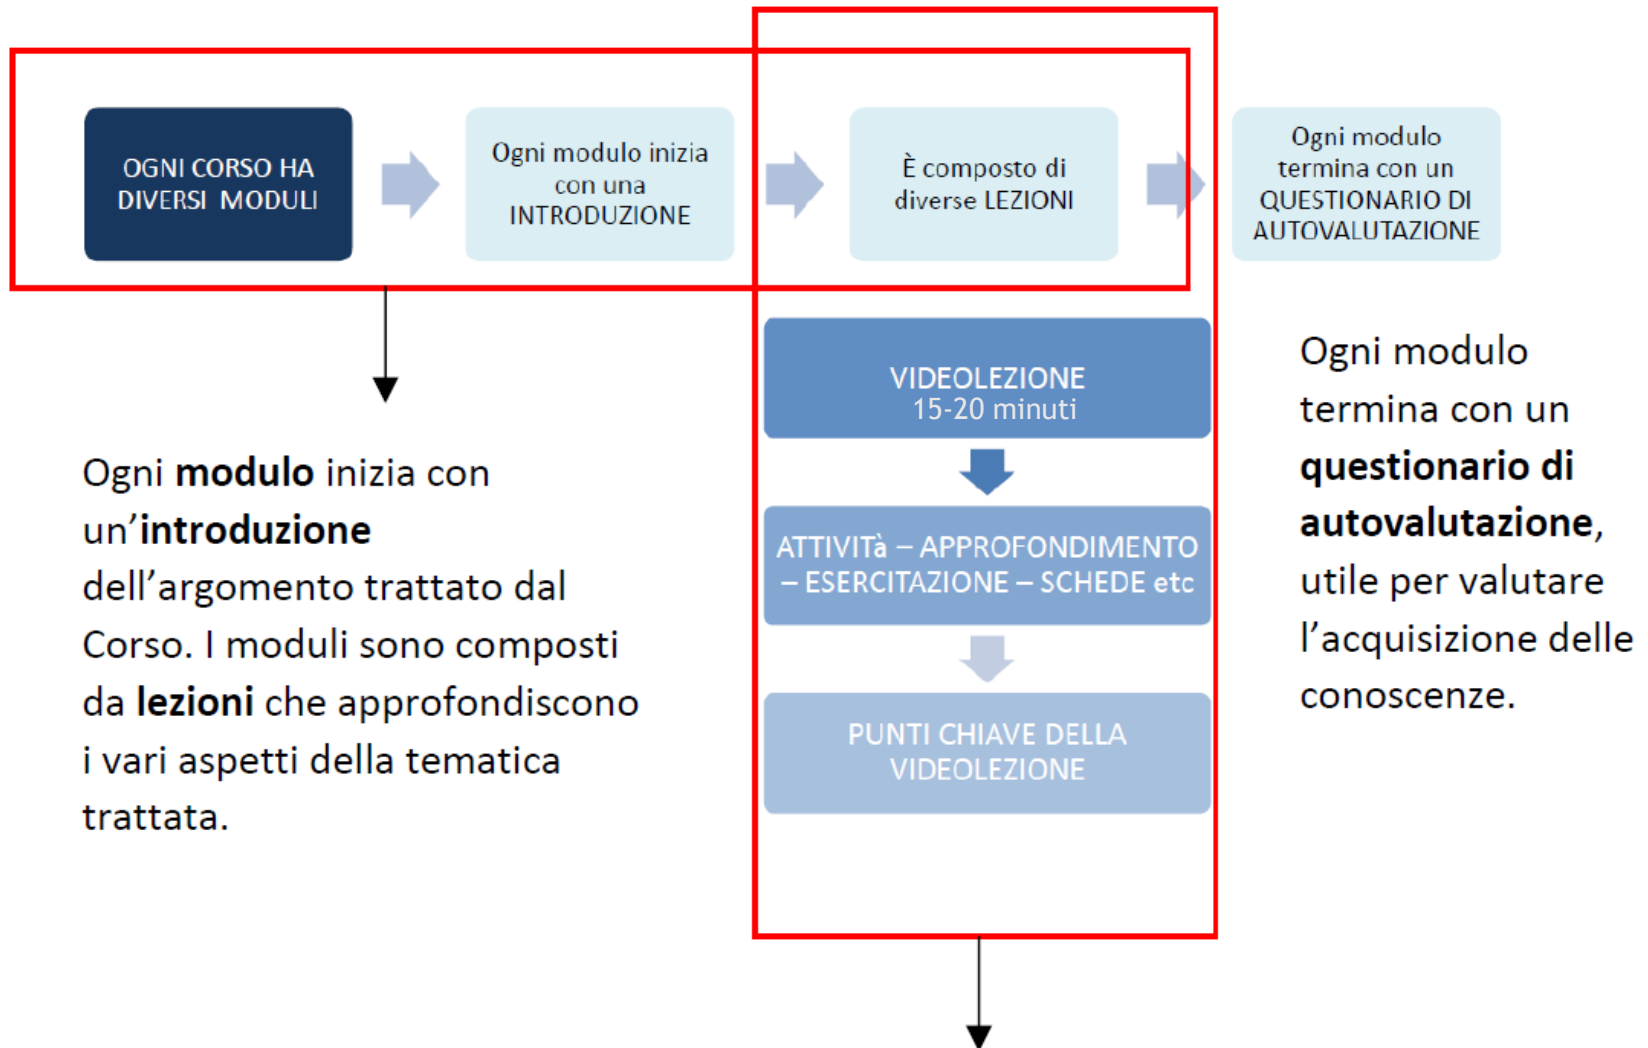 OGNI CORSO HA
DIVERSI MODULI
Ogni modulo inizia
con una
INTRODUZIONE
È composto di
diverse LEZIONI
Ogni modulo
termina con un
QUESTIONARIO DI
AUTOVALUTAZIONE
VIDEOLEZIONE
15-20 minuti
ATTIVITà – APPROFONDIMENTO
– ESERCITAZIONE – SCHEDE etc
PUNTI CHIAVE DELLA
VIDEOLEZIONE
Ogni modulo inizia con
un’introduzione
dell’argomento trattato dal
Corso. I moduli sono composti
da lezioni che approfondiscono
i vari aspetti della tematica
trattata.
Ogni modulo
termina con un
questionario di
autovalutazione,
utile per valutare
l’acquisizione delle
conoscenze.